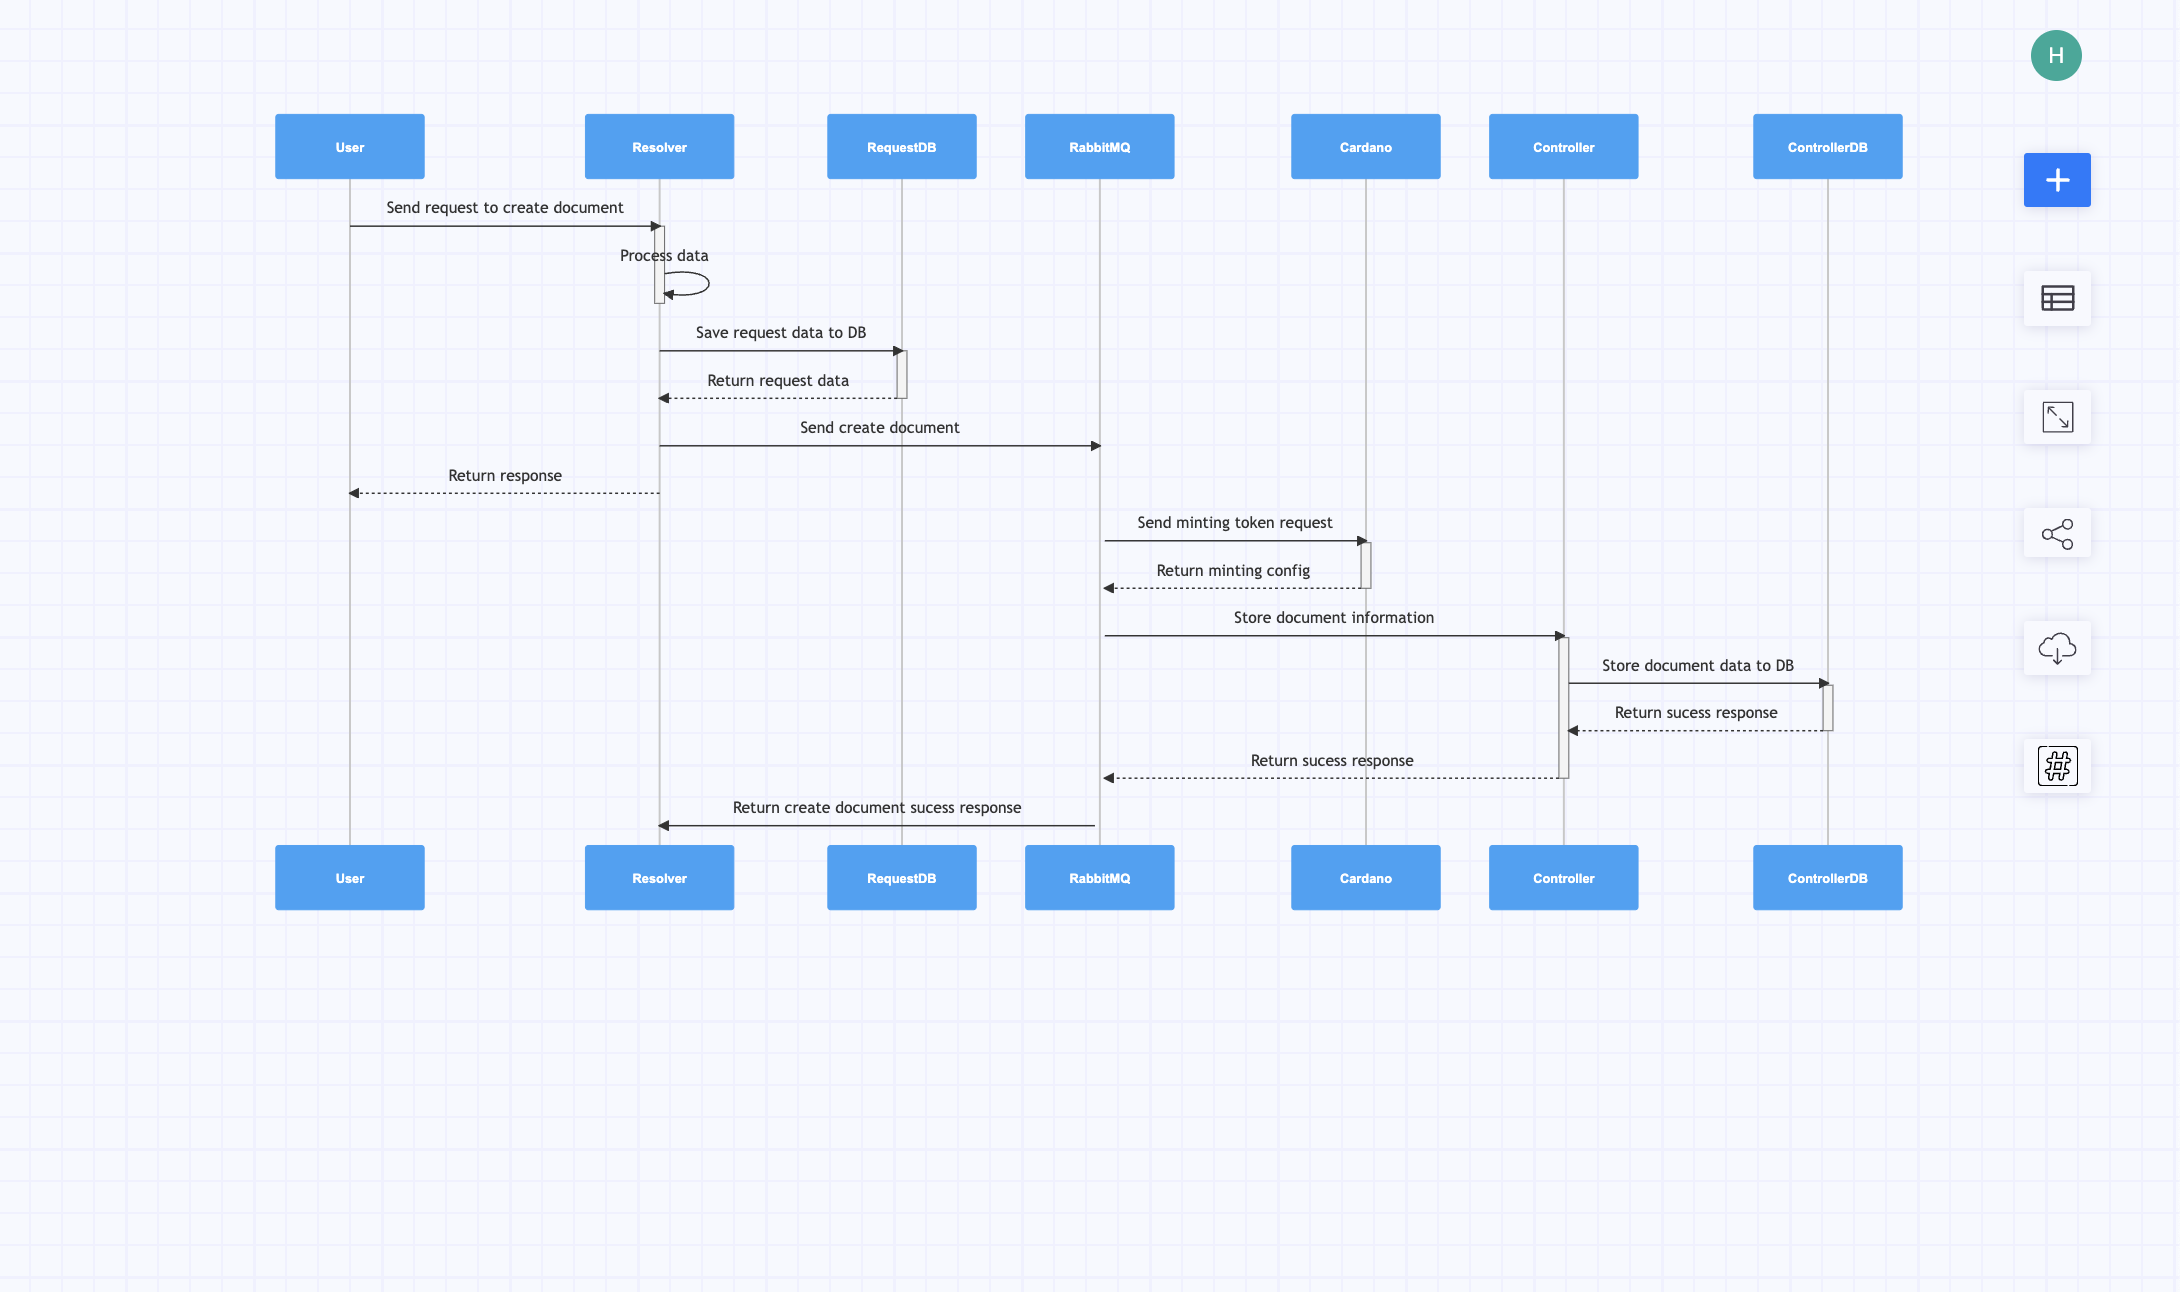 H
User
Resolver
RequestDB
RabbitMQ
Cardano
Controller
ControllerDB
Send request to create document
Process data
Save request data to DB
Return request data
Send create document
Return response
Send minting token request
Return minting config
Store document information
Store document data to DB
Return sucess response
Return sucess response
Return create document sucess response
User
Resolver
RequestDB
RabbitMQ
Cardano
Controller
ControllerDB